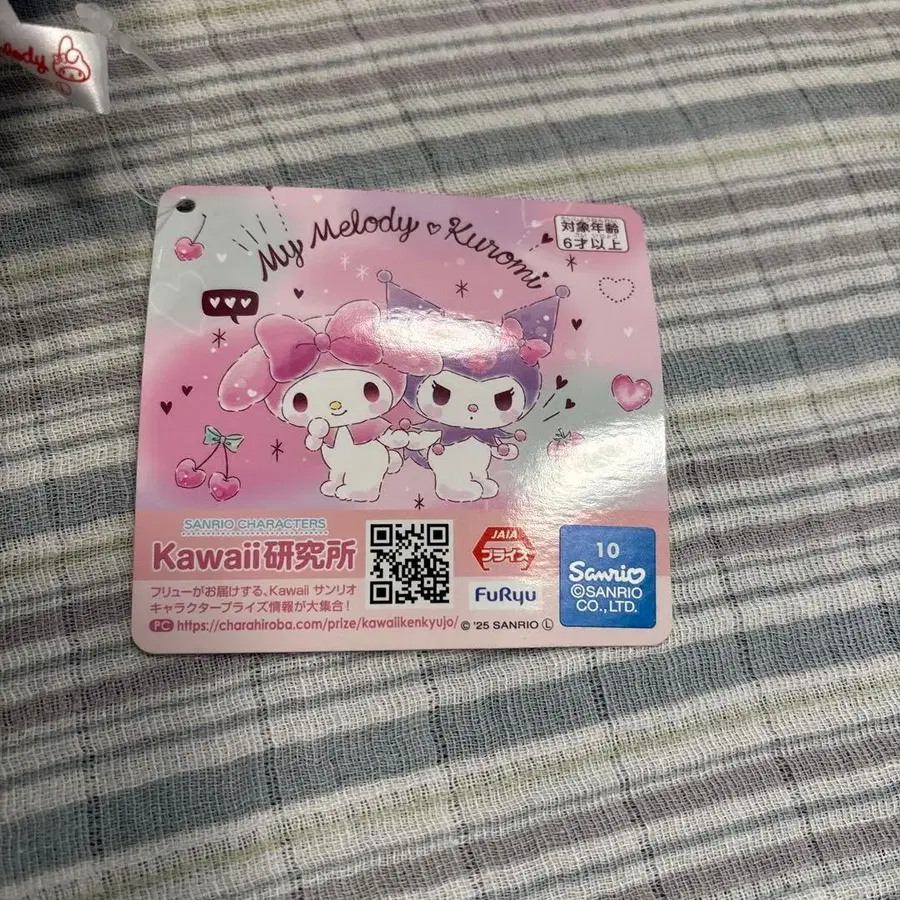 elody
My Melody ♡ Kuromi
対象年齢
6才以上
SANRIO CHARACTERS
Kawaii研究所
フリューがお届けする、Kawaii サンリオ
キャラクタープライズ情報が大集合!
PC https://charahiroba.com/prize/kawaiikenkyujo/
© '25 SANRIO Ⓛ
JAIA
プライズ
FuRyu
10
Sanrio
©SANRIO
CO.,LTD.